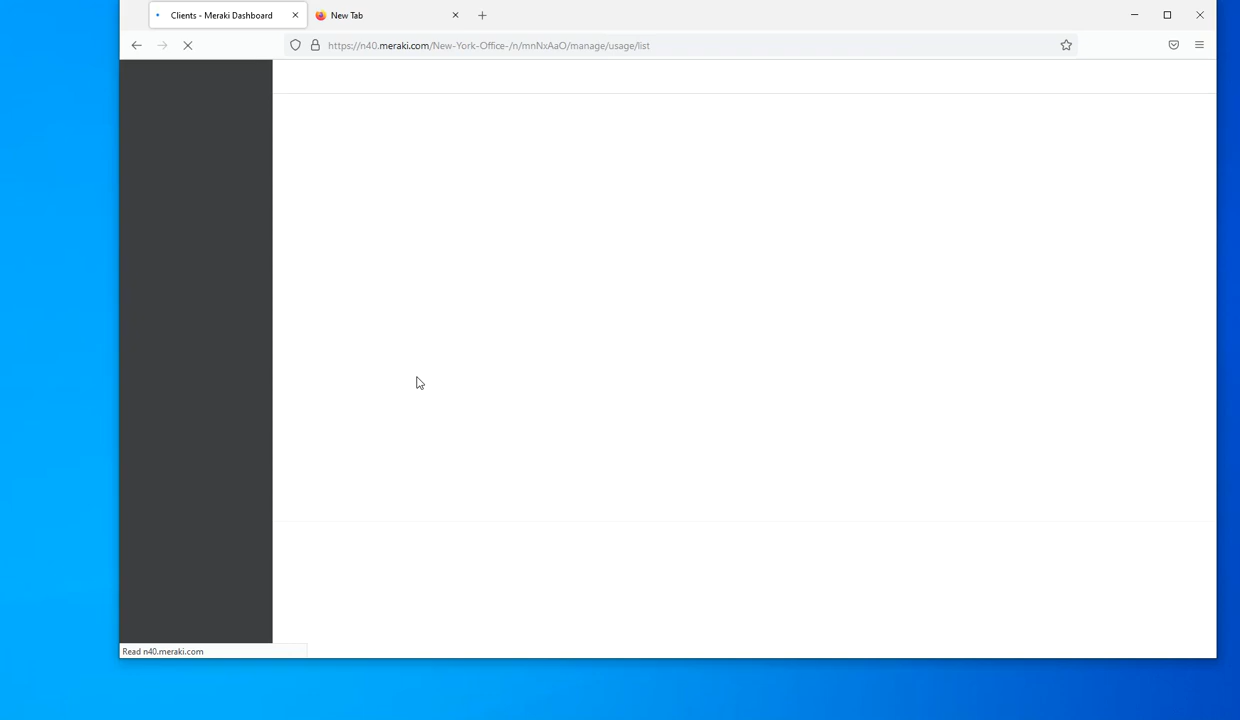 Clients - Meraki Dashboard
New Tab
https://n40.meraki.com/New-York-Office-/n/mnNxAaO/manage/usage/list
Read n40.meraki.com